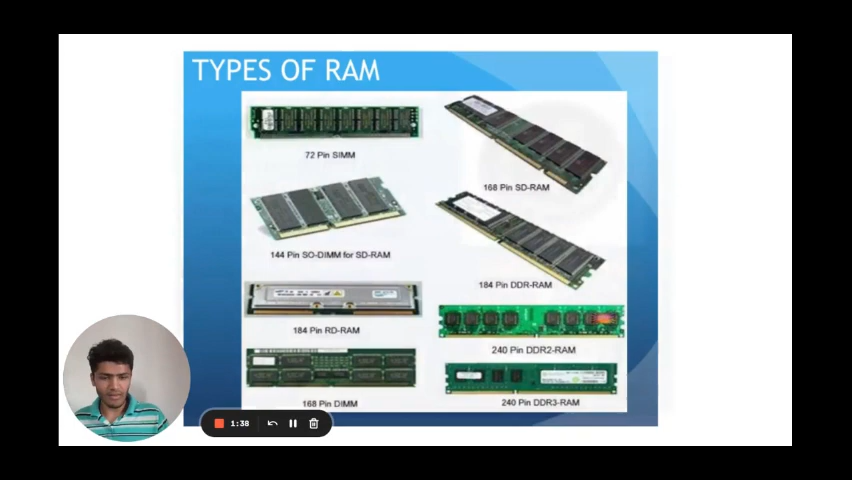 TYPES OF RAM
72 Pin SIMM
168 Pin SD-RAM
144 Pin SO-DIMM for SD-RAM
184 Pin DDR-RAM
184 Pin RD-RAM
240 Pin DDR2-RAM
168 Pin DIMM
240 Pin DDR3-RAM
1:38